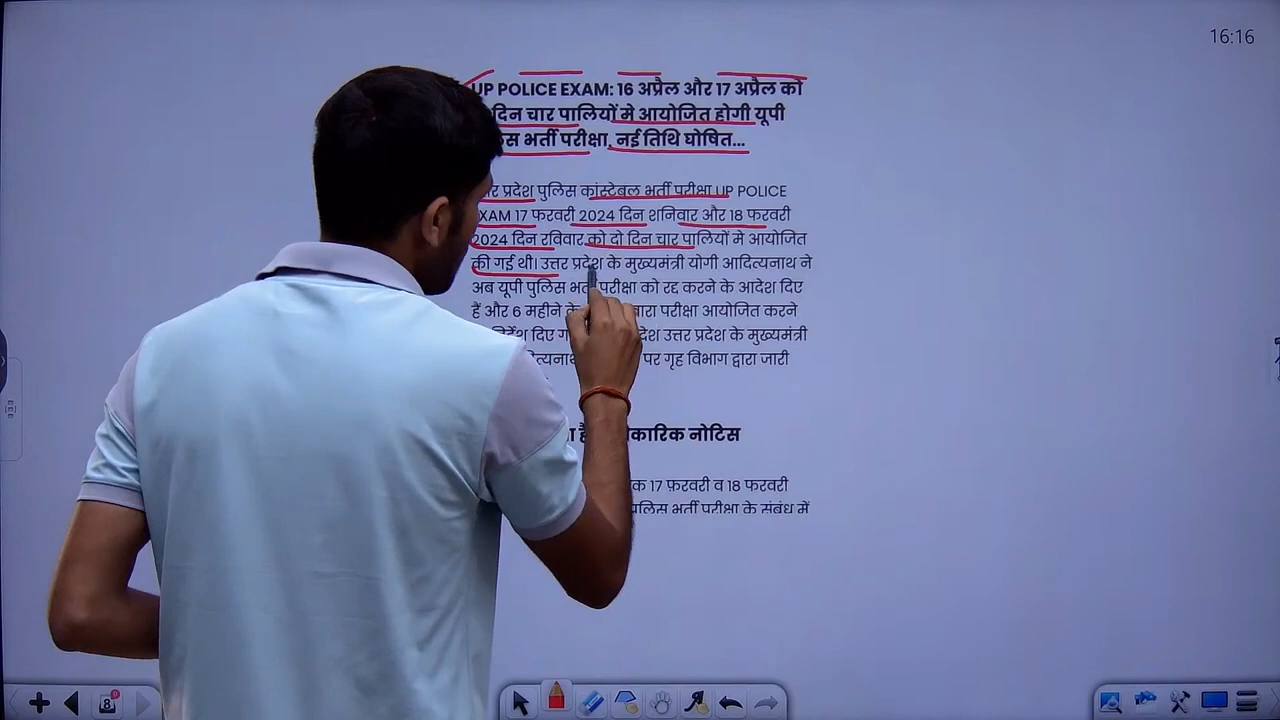 16:16
UP POLICE EXAM: 16 अप्रैल और 17 अप्रैल को
दिन चार पालियों मे आयोजित होगी यूपी
भर्ती परीक्षा, नई तिथि घोषित...
प्रदेश पुलिस कांस्टेबल भर्ती परीक्षा UP POLICE
17 फरवरी 2024 दिन शनिवार और 18 फरवरी
2024 दिन रविवार को दो दिन चार पालियों मे आयोजित
की गई थी। उत्तर प्रदेश के मुख्यमंत्री योगी आदित्यनाथ ने
अब यूपी पुलिस परीक्षा को रद्द करने के आदेश दिए
हैं और 6 महीने के परीक्षा आयोजित करने
दिए उत्तर प्रदेश के मुख्यमंत्री
पर गृह विभाग द्वारा जारी
नोटिस
17 फ़रवरी व 18 फरवरी
पुलिस भर्ती परीक्षा के संबंध में
8